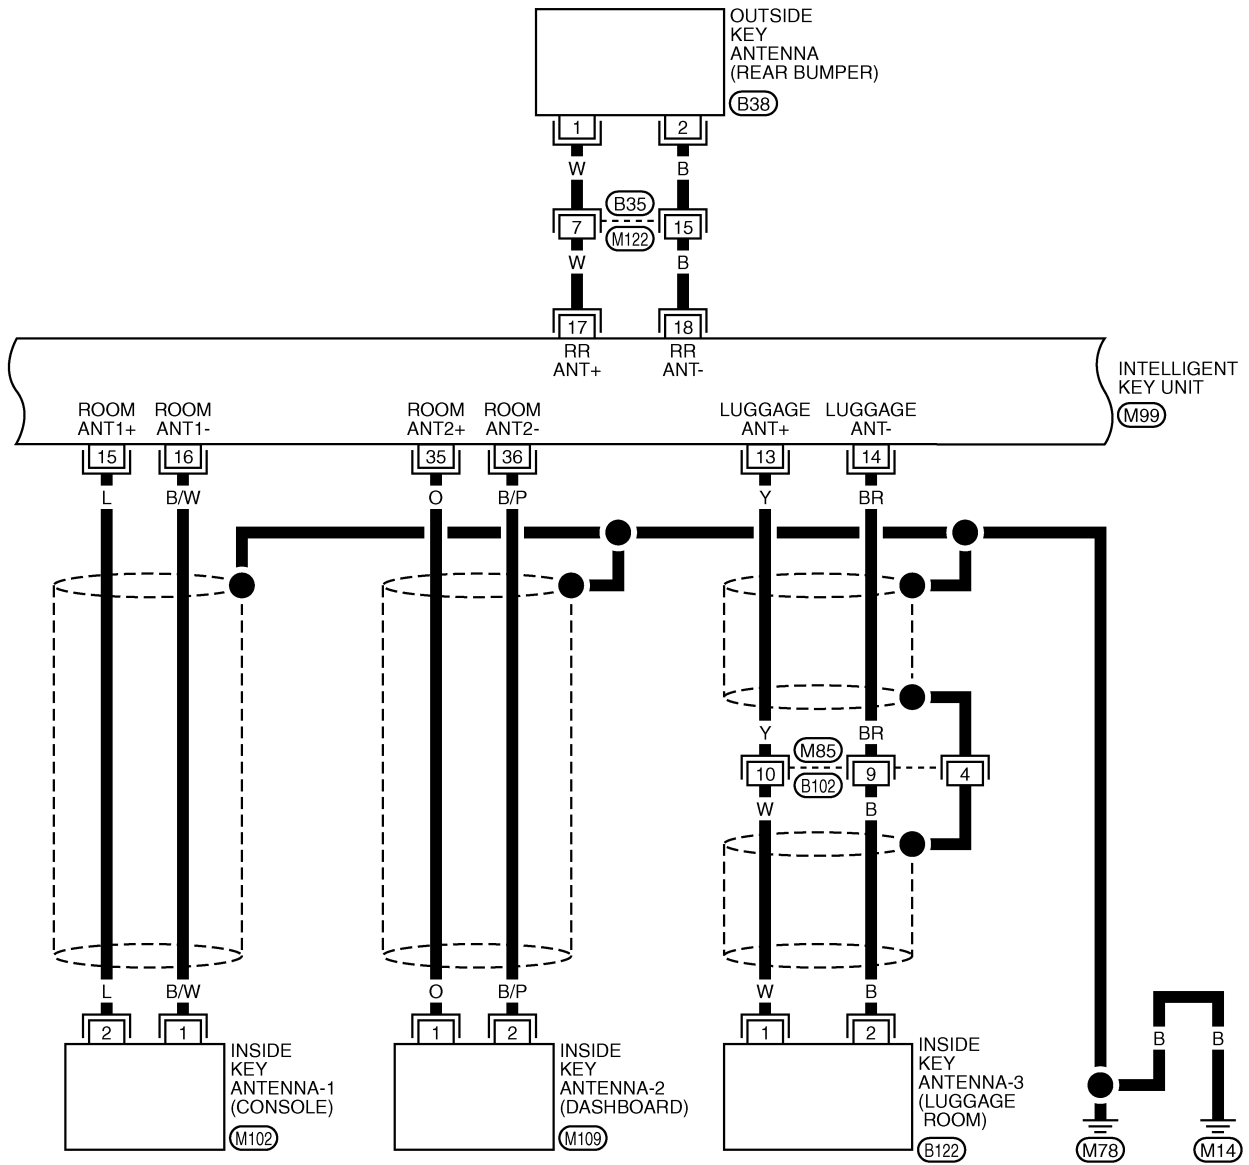 OUTSIDE
KEY
ANTENNA
(REAR BUMPER)
B38
1 2
W B
B35
7 15
M122
W B
17 18
RR RR
ANT+ ANT-
INTELLIGENT
KEY UNIT
M99
ROOM ROOM ROOM ROOM LUGGAGE LUGGAGE
ANT1+ ANT1- ANT2+ ANT2- ANT+ ANT-
15 16 35 36 13 14
L B/W O B/P Y BR
Y BR
M85
10 9 4
B102
W B
L B/W O B/P W B
2 1 1 2 1 2
INSIDE
KEY
ANTENNA-1
(CONSOLE)
M102
INSIDE
KEY
ANTENNA-2
(DASHBOARD)
M109
INSIDE
KEY
ANTENNA-3
(LUGGAGE
ROOM)
B122
B B
M78 M14